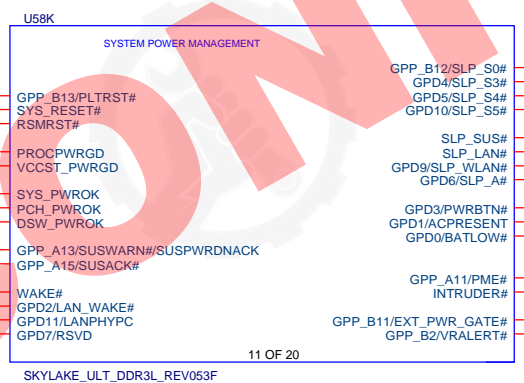 U58K
SYSTEM POWER MANAGEMENT
GPP_B13/PLTRST#
SYS_RESET#
RSMRST#
PROCPWRGD
VCCST_PWRGD
SYS_PWROK
PCH_PWROK
DSW_PWROK
GPP_A13/SUSWARN#/SUSPWRDNACK
GPP_A15/SUSACK#
WAKE#
GPD2/LAN_WAKE#
GPD11/LANPHYPC
GPD7/RSVD
GPP_B12/SLP_S0#
GPD4/SLP_S3#
GPD5/SLP_S4#
GPD10/SLP_S5#
SLP_SUS#
SLP_LAN#
GPD9/SLP_WLAN#
GPD6/SLP_A#
GPD3/PWRBTN#
GPD1/ACPRESENT
GPD0/BATLOW#
GPP_A11/PME#
INTRUDER#
GPP_B11/EXT_PWR_GATE#
GPP_B2/VRALERT#
11 OF 20
SKYLAKE_ULT_DDR3L_REV053F